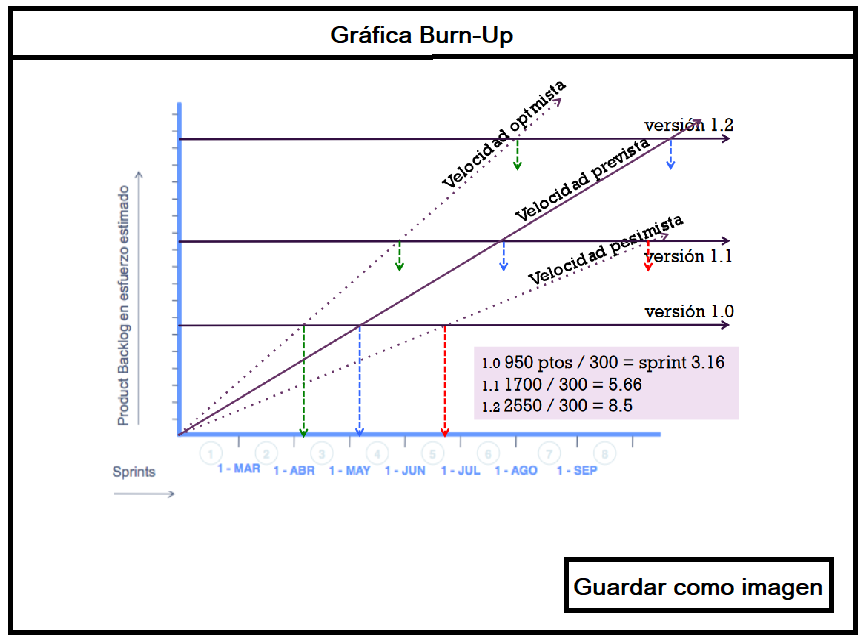 Gráfica Burn-Up
Velocidad optmista
versión 1.2
Velocidad prevista
Velocidad pesimista
versión 1.1
versión 1.0
Product Backlog en esfuerzo estimado
1.0 950 ptos / 300 = sprint 3.16
1.1 1700 / 300 = 5.66
1.2 2550 / 300 = 8.5
1 2 3 4 5 6 7 8
Sprints
1 - MAR 1 - ABR 1 - MAY 1 - JUN 1 - JUL 1 - AGO 1 - SEP
Guardar como imagen